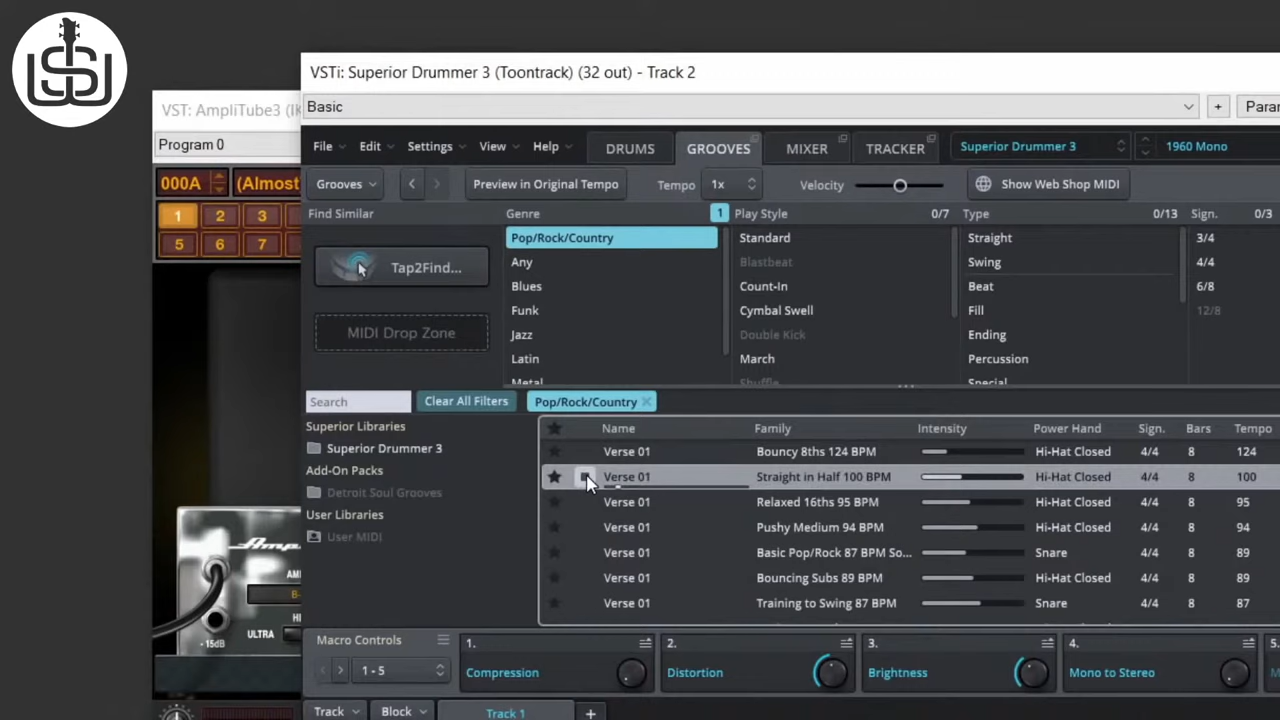 VSTi: Superior Drummer 3 (Toontrack) (32 out) - Track 2
VST: AmpliTube3 (IK
Basic
+
Param
Program 0
File Edit Settings View Help
DRUMS GROOVES MIXER TRACKER
Superior Drummer 3
1960 Mono
000A (Almost
Grooves
Preview in Original Tempo
Tempo 1x
Velocity
Show Web Shop MIDI
1 2 3
5 6 7
Find Similar
Genre 1
Play Style 0/7
Type 0/13
Sign. 0/3
Tap2Find...
MIDI Drop Zone
Pop/Rock/Country
Any
Blues
Funk
Jazz
Latin
Metal
Standard
Blastbeat
Count-In
Cymbal Swell
Double Kick
March
Shuffle
Straight
Swing
Beat
Fill
Ending
Percussion
Special
3/4
4/4
6/8
12/8
Search
Clear All Filters
Pop/Rock/Country
Superior Libraries
Superior Drummer 3
Add-On Packs
Detroit Soul Grooves
User Libraries
User MIDI
Name Family Intensity Power Hand Sign. Bars Tempo
Verse 01 Bouncy 8ths 124 BPM Hi-Hat Closed 4/4 8 124
Verse 01 Straight in Half 100 BPM Hi-Hat Closed 4/4 8 100
Verse 01 Relaxed 16ths 95 BPM Hi-Hat Closed 4/4 8 95
Verse 01 Pushy Medium 94 BPM Hi-Hat Closed 4/4 8 94
Verse 01 Basic Pop/Rock 87 BPM So... Snare 4/4 8 89
Verse 01 Bouncing Subs 89 BPM Hi-Hat Closed 4/4 8 89
Verse 01 Training to Swing 87 BPM Snare 4/4 8 87
-15dB
ULTRA
Macro Controls
1 - 5
1.
Compression
2.
Distortion
3.
Brightness
4.
Mono to Stereo
5.
Track
Block
Track 1
+